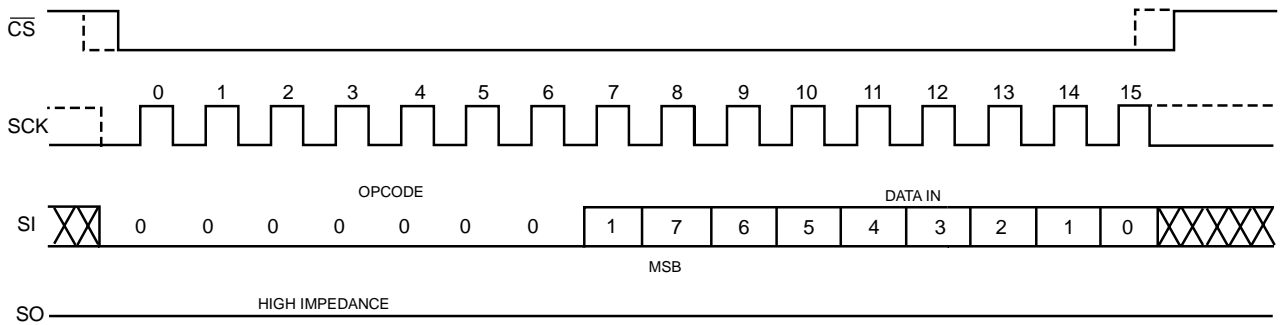 CS
0 1 2 3 4 5 6 7 8 9 10 11 12 13 14 15
SCK
OPCODE DATA IN
SI 0 0 0 0 0 0 0 1 7 6 5 4 3 2 1 0
MSB
HIGH IMPEDANCE
SO